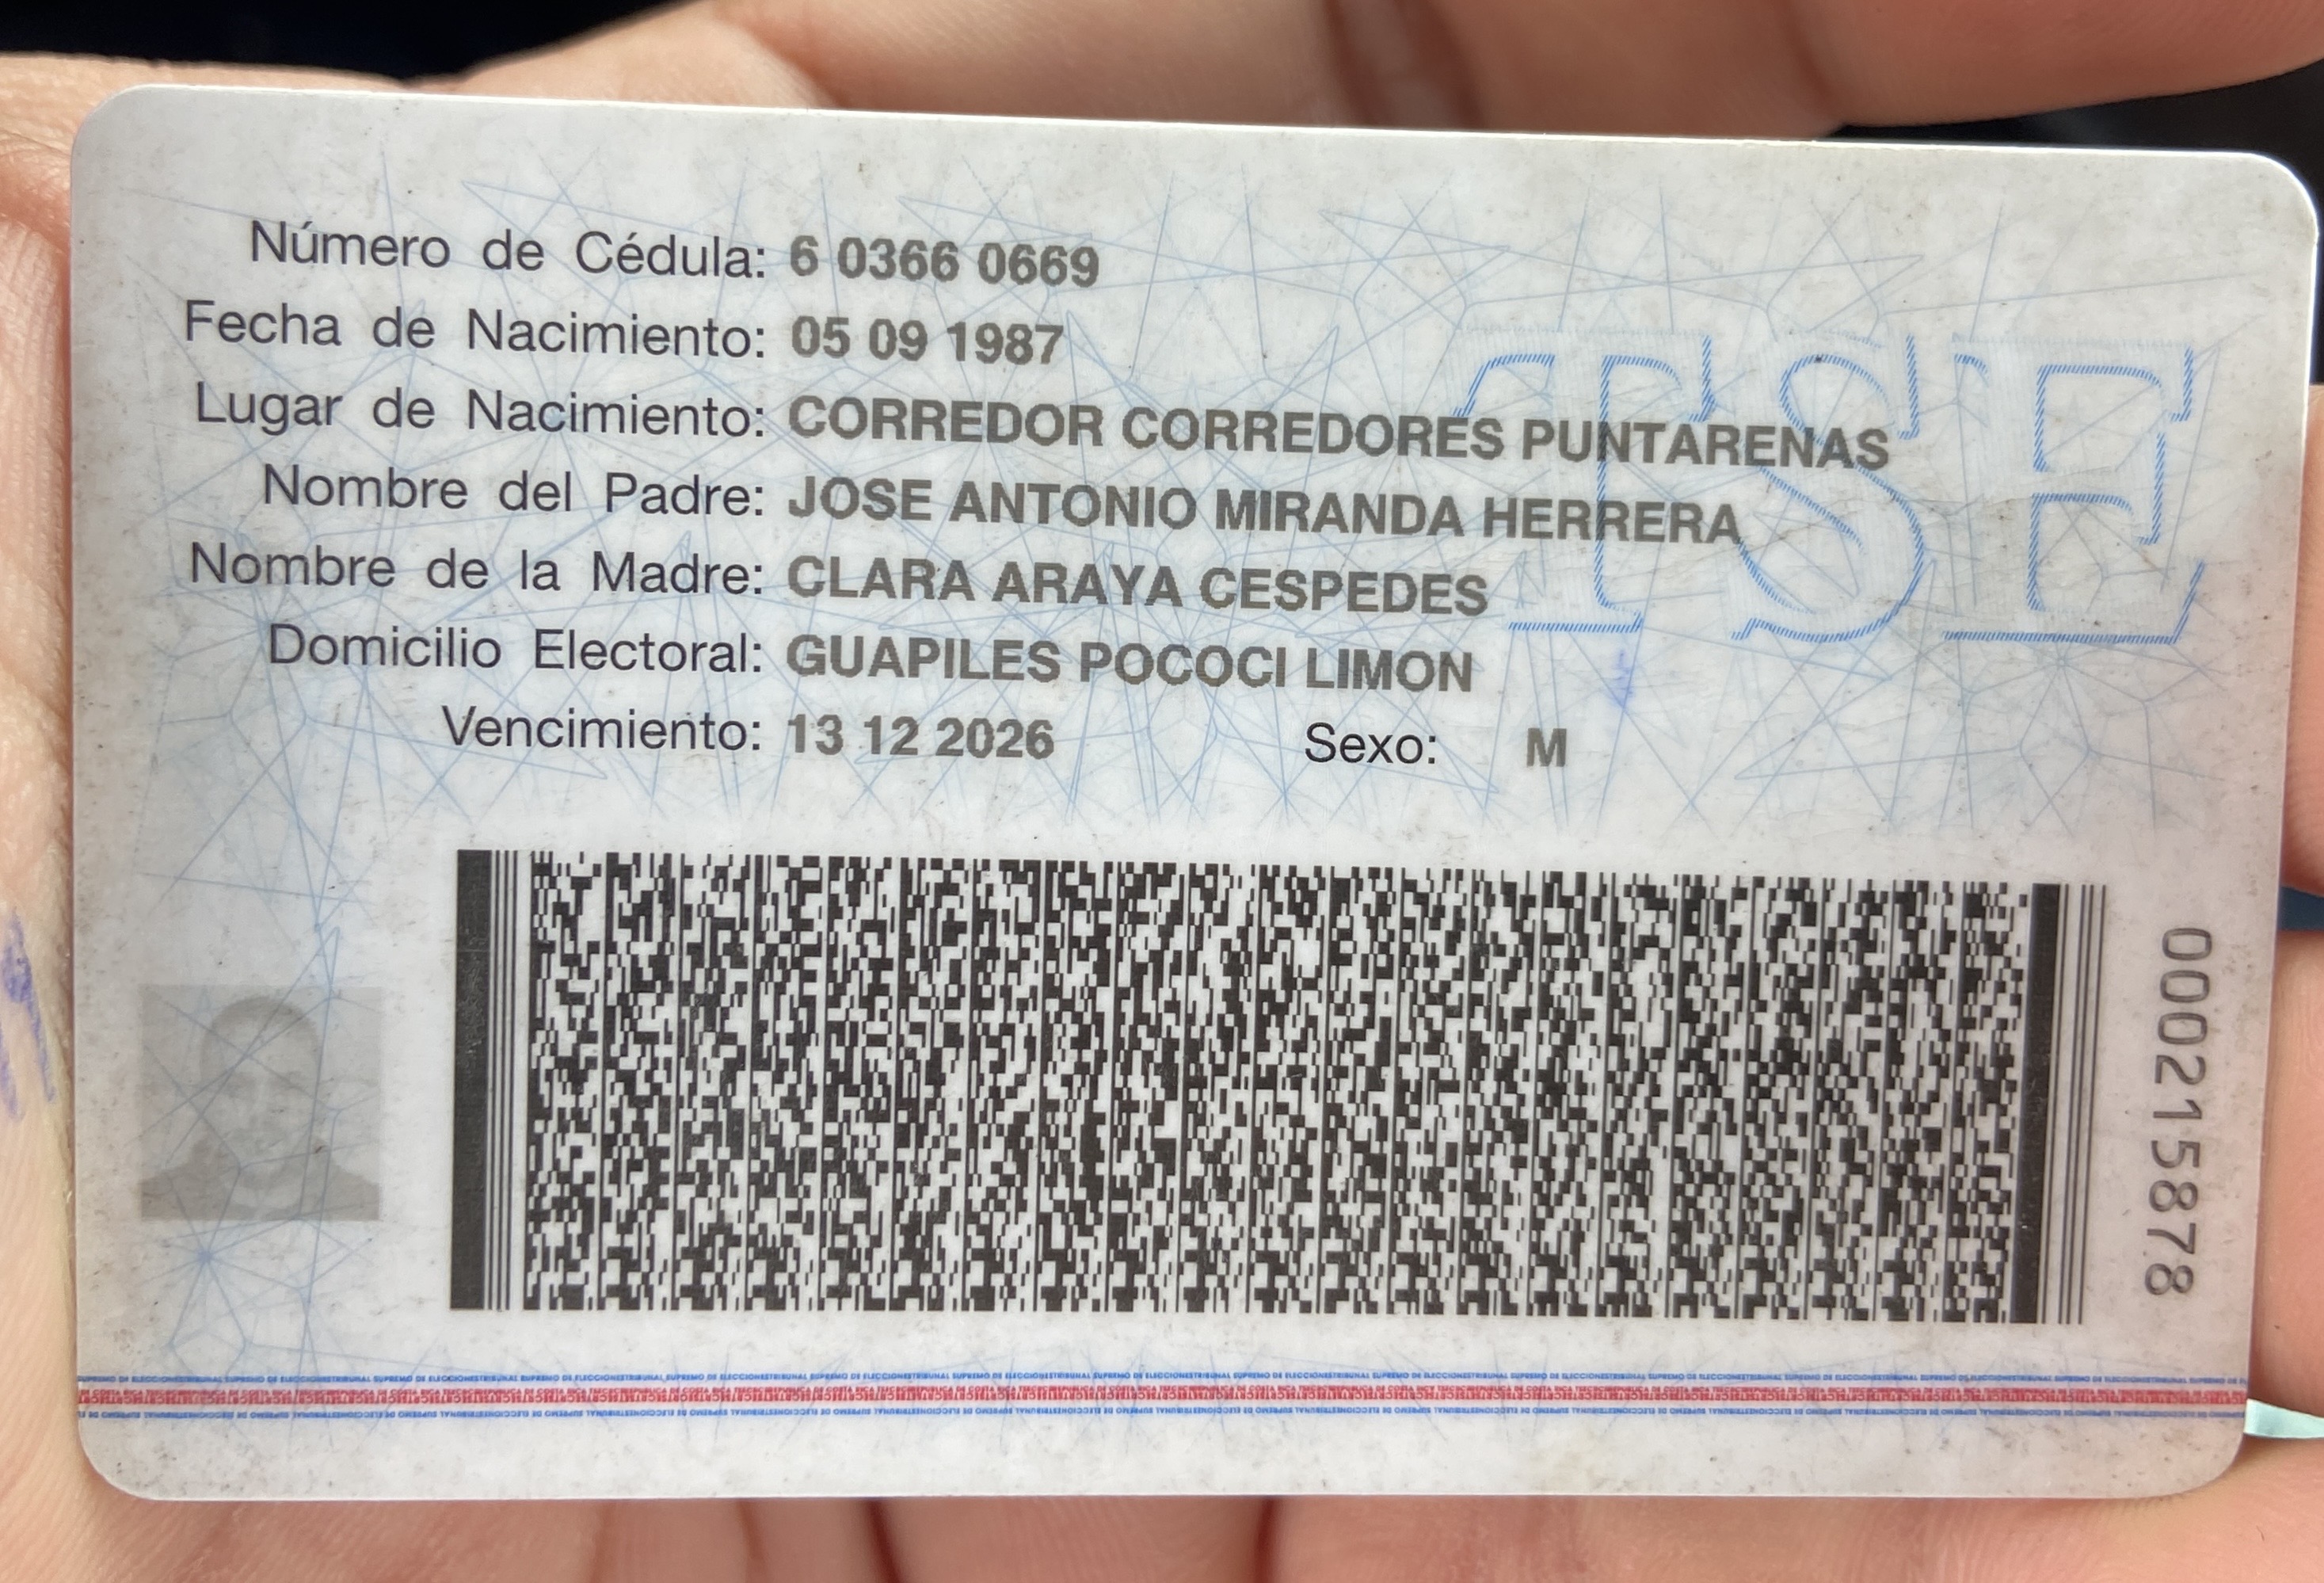 Número de Cédula: 6 0366 0669
Fecha de Nacimiento: 05 09 1987
Lugar de Nacimiento: CORREDOR CORREDORES PUNTARENAS
Nombre del Padre: JOSE ANTONIO MIRANDA HERRERA
Nombre de la Madre: CLARA ARAYA CESPEDES
Domicilio Electoral: GUAPILES POCOCI LIMON
Vencimiento: 13 12 2026 Sexo: M
TSE
000215878